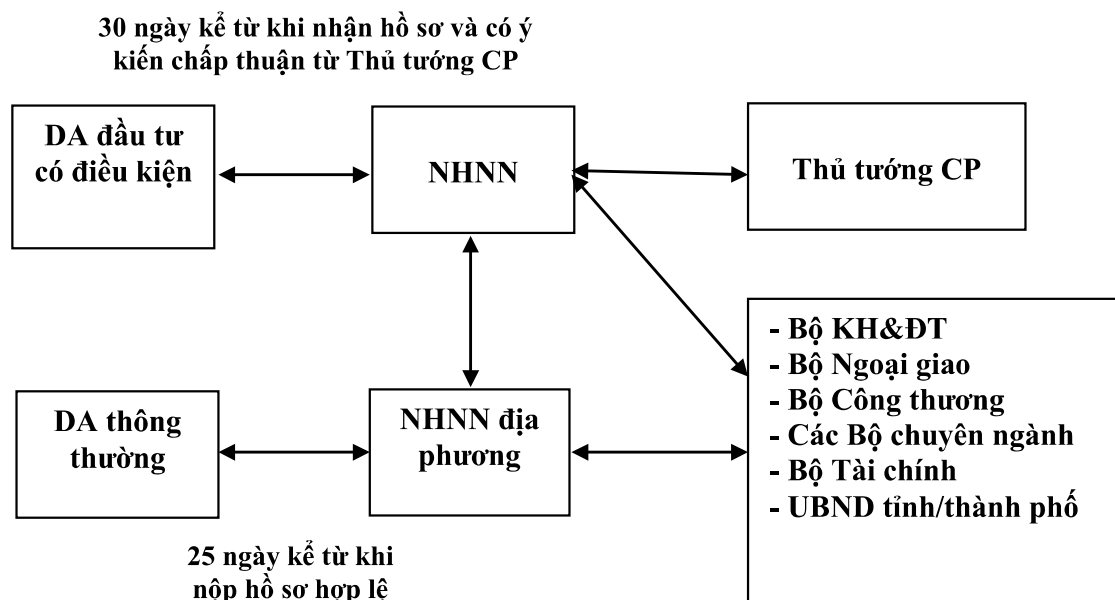 30 ngày kể từ khi nhận hồ sơ và có ý
kiến chấp thuận từ Thủ tướng CP
DA đầu tư
có điều kiện
NHNN
Thủ tướng CP
- Bộ KH&ĐT
- Bộ Ngoại giao
- Bộ Công thương
- Các Bộ chuyên ngành
- Bộ Tài chính
- UBND tỉnh/thành phố
DA thông
thường
NHNN địa
phương
25 ngày kể từ khi
nộp hồ sơ hợp lệ